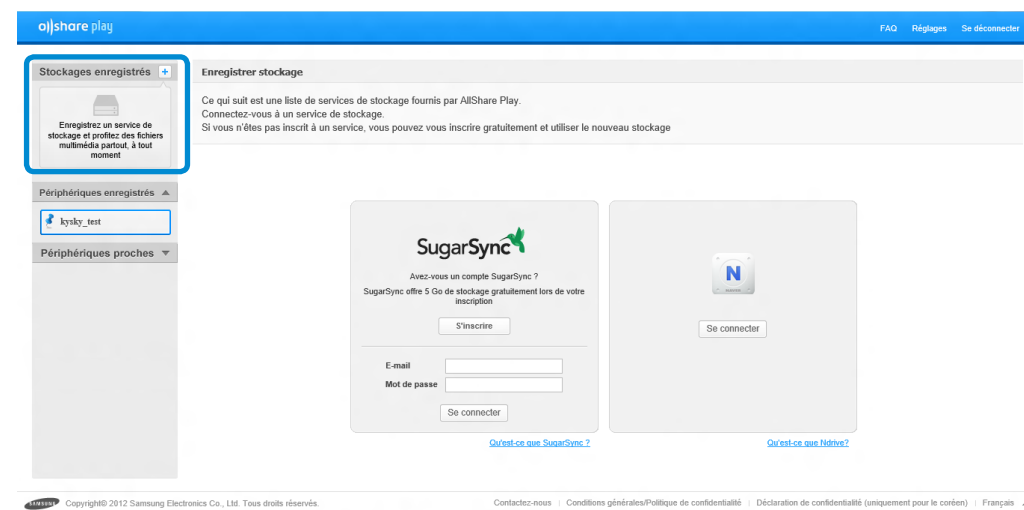 allshare play
FAQ Réglages Se déconnecter
Stockages enregistrés +
Enregistrez un service de
stockage et profitez des fichiers
multimédia partout, à tout
moment
Périphériques enregistrés
kysky_test
Périphériques proches
Enregistrer stockage
Ce qui suit est une liste de services de stockage fournis par AllShare Play.
Connectez-vous à un service de stockage.
Si vous n'êtes pas inscrit à un service, vous pouvez vous inscrire gratuitement et utiliser le nouveau stockage
SugarSync
Avez-vous un compte SugarSync ?
SugarSync offre 5 Go de stockage gratuitement lors de votre
inscription
S'inscrire
E-mail
Mot de passe
Se connecter
Qu'est-ce que SugarSync ?
N
Se connecter
Qu'est-ce que Ndrive?
SAMSUNG Copyright© 2012 Samsung Electronics Co., Ltd. Tous droits réservés.
Contactez-nous | Conditions générales/Politique de confidentialité | Déclaration de confidentialité (uniquement pour le coréen) | Français